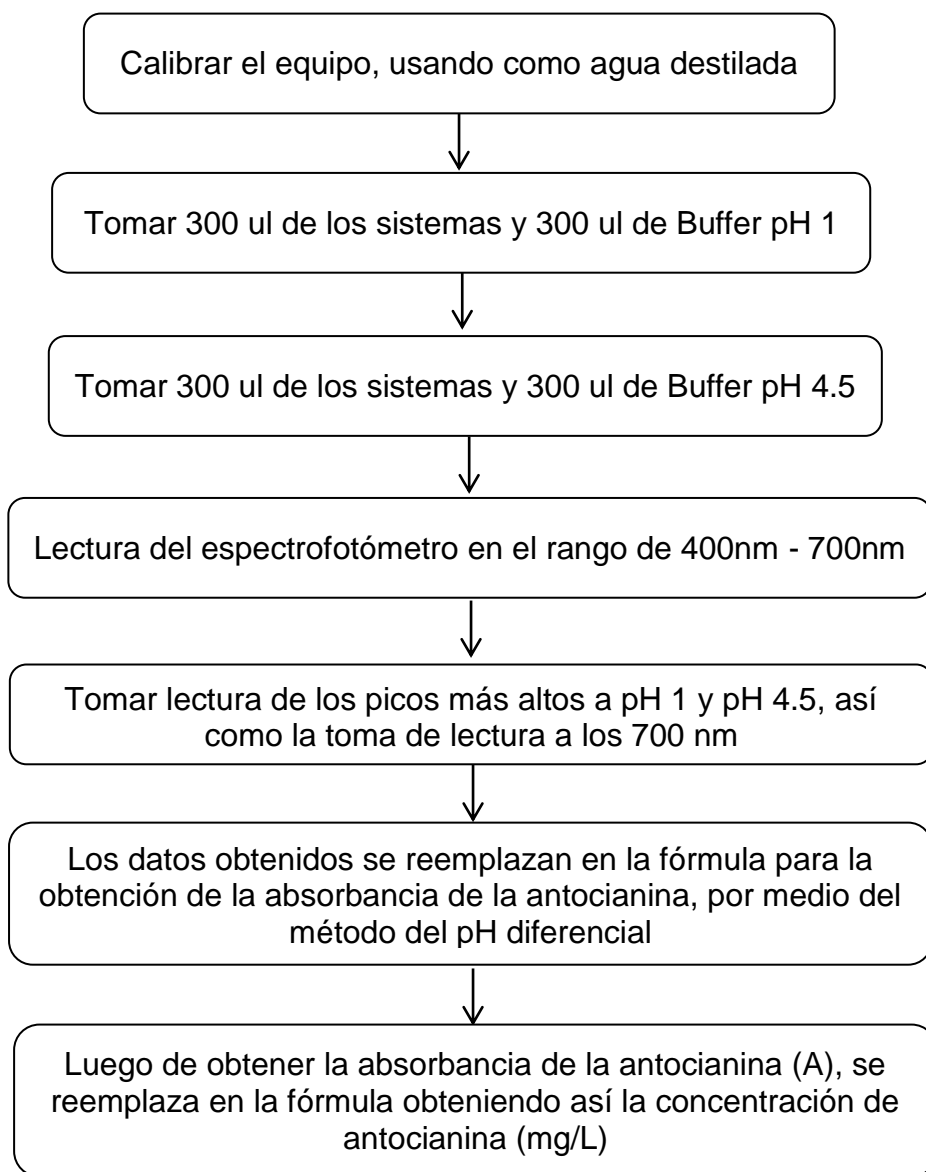 Calibrar el equipo, usando como agua destilada
Tomar 300 ul de los sistemas y 300 ul de Buffer pH 1
Tomar 300 ul de los sistemas y 300 ul de Buffer pH 4.5
Lectura del espectrofotómetro en el rango de 400nm - 700nm
Tomar lectura de los picos más altos a pH 1 y pH 4.5, así
como la toma de lectura a los 700 nm
Los datos obtenidos se reemplazan en la fórmula para la
obtención de la absorbancia de la antocianina, por medio del
método del pH diferencial
Luego de obtener la absorbancia de la antocianina (A), se
reemplaza en la fórmula obteniendo así la concentración de
antocianina (mg/L)